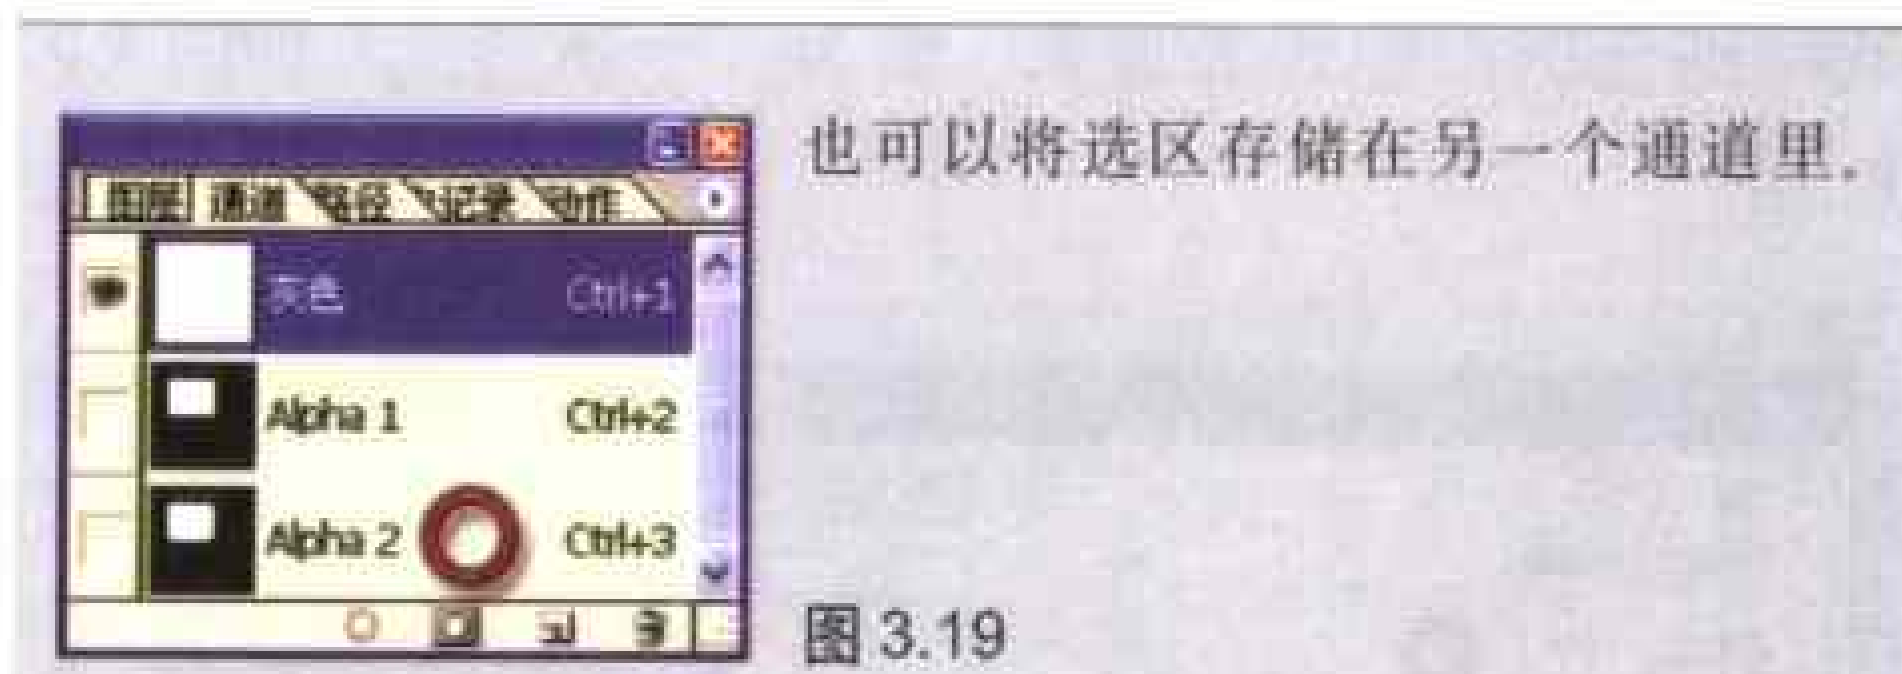 也可以将选区存储在另一个通道里.
图层 通道 路径 记录 动作
灰色 Ctrl+1
Alpha 1 Ctrl+2
Alpha 2 Ctrl+3
图 3.19